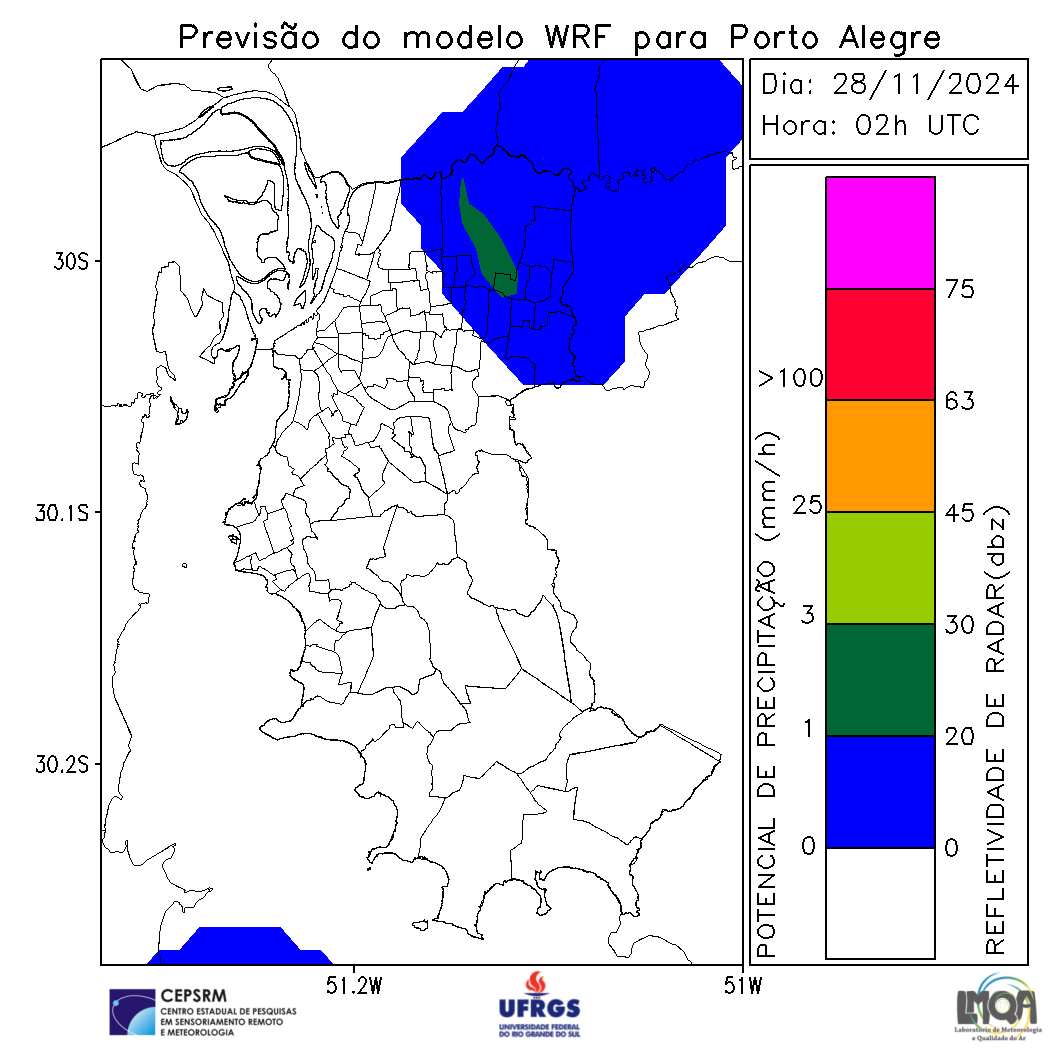 Previsão do modelo WRF para Porto Alegre
Dia: 28/11/2024
Hora: 02h UTC
30S
30.1S
30.2S
51.2W
51W
POTENCIAL DE PRECIPITAÇÃO (mm/h)
>100
25
3
1
0
75
63
45
30
20
0
REFLETIVIDADE DE RADAR(dbz)
CEPSRM
CENTRO ESTADUAL DE PESQUISAS
EM SENSORIAMENTO REMOTO
E METEOROLOGIA
UFRGS
UNIVERSIDADE FEDERAL
DO RIO GRANDE DO SUL
LMQA
Laboratório de Meteorologia
e Qualidade do Ar